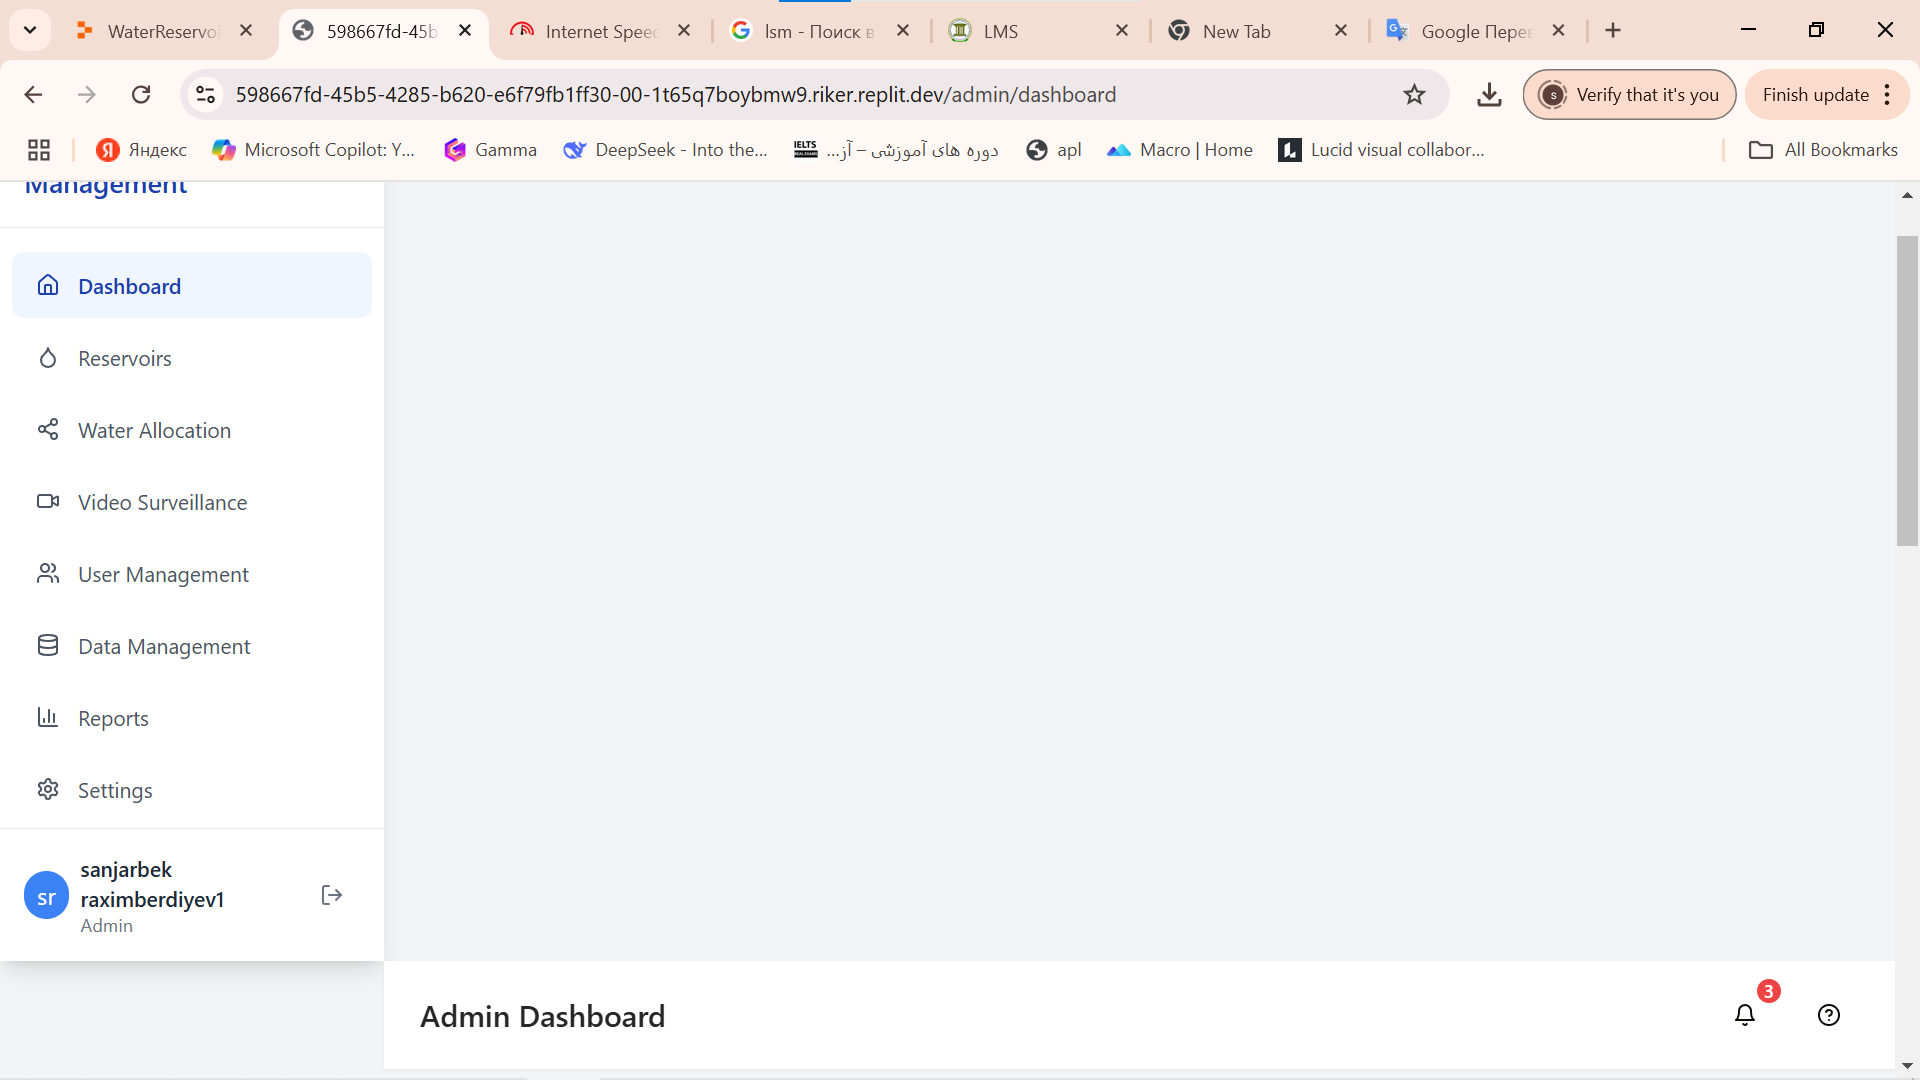 WaterReservoi
598667fd-45b
Internet Speed
lsm - Поиск в
LMS
New Tab
Google Перев
598667fd-45b5-4285-b620-e6f79fb1ff30-00-1t65q7boybmw9.riker.replit.dev/admin/dashboard
S
Verify that it's you
Finish update
Яндекс
Microsoft Copilot: Y...
Gamma
DeepSeek - Into the...
IELTS
دوره های آموزشی – آز...
apl
Macro | Home
Lucid visual collabor...
All Bookmarks
Management
Dashboard
Reservoirs
Water Allocation
Video Surveillance
User Management
Data Management
Reports
Settings
sr
sanjarbek
raximberdiyev1
Admin
Admin Dashboard
3